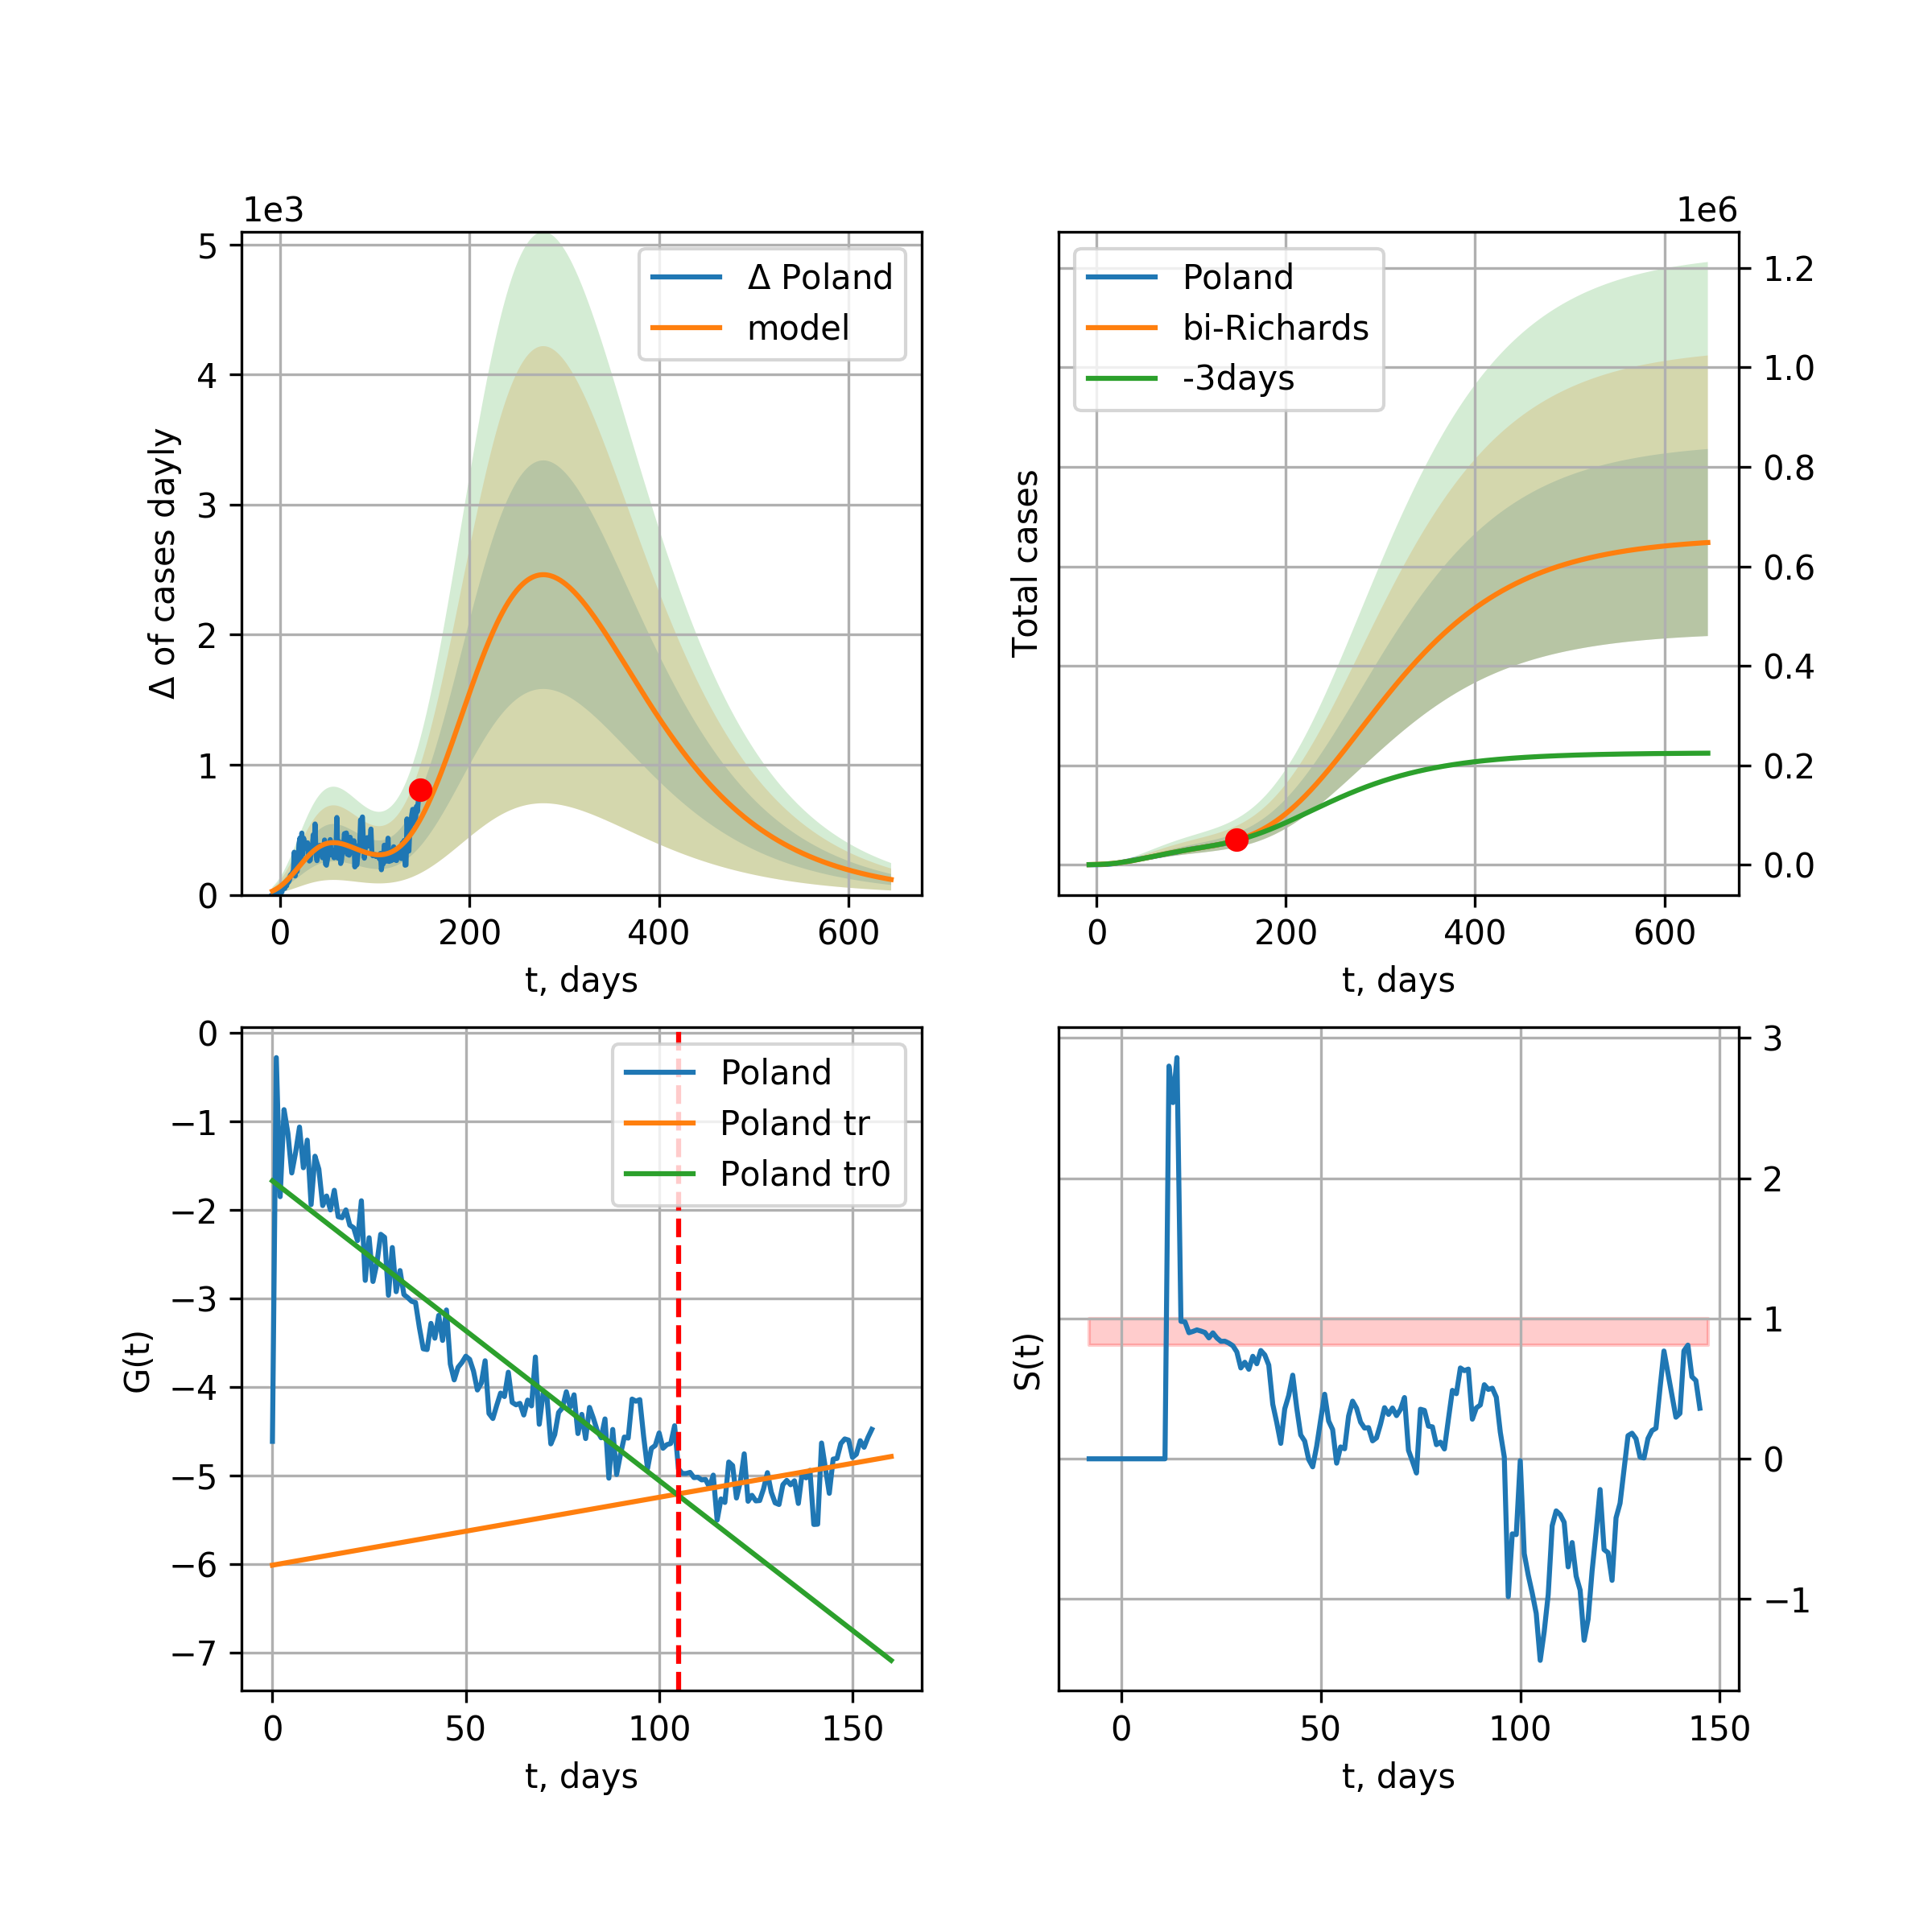 1e3
5
4
3
2
1
0
Δ of cases dayly
Δ Poland
model
0 200 400 600
t, days
1e6
Poland
bi-Richards
-3days
Total cases
1.2
1.0
0.8
0.6
0.4
0.2
0.0
0 200 400 600
t, days
0
−1
−2
−3
−4
−5
−6
−7
G(t)
Poland
Poland tr
Poland tr0
0 50 100 150
t, days
S(t)
3
2
1
0
−1
0 50 100 150
t, days